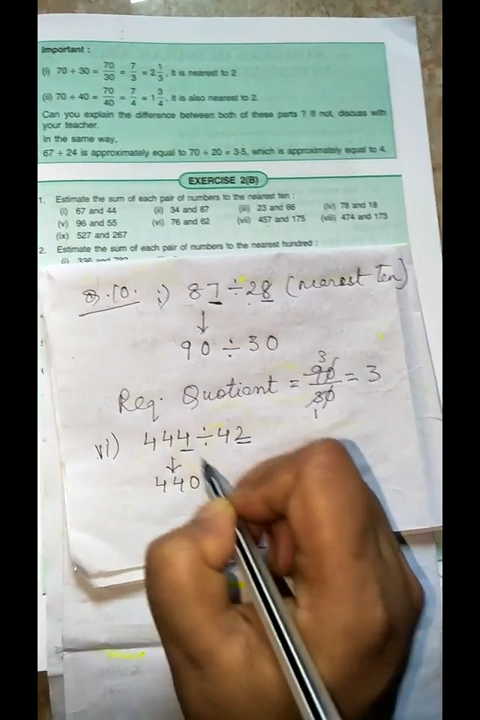 Important :
(i) 70 ÷ 30 = 70/30 = 7/3 = 2 1/3, it is nearest to 2
(ii) 70 ÷ 40 = 70/40 = 7/4 = 1 3/4, it is also nearest to 2.
Can you explain the difference between both of these parts ? If not, discuss with
your teacher.
In the same way,
67 ÷ 24 is approximately equal to 70 ÷ 20 = 3·5, which is approximately equal to 4.
EXERCISE 2(B)
1. Estimate the sum of each pair of numbers to the nearest ten :
(i) 67 and 44 (ii) 34 and 87 (iii) 23 and 66 (iv) 78 and 18
(v) 96 and 55 (vi) 76 and 62 (vii) 457 and 175 (viii) 474 and 173
(ix) 527 and 267
2. Estimate the sum of each pair of numbers to the nearest hundred :
(i) 336 and
Q.10. i) 87 ÷ 28 (nearest Ten)
↓
90 ÷ 30
Req. Quotient = 90/30 = 3
3
1
vi) 444 ÷ 42
↓
440